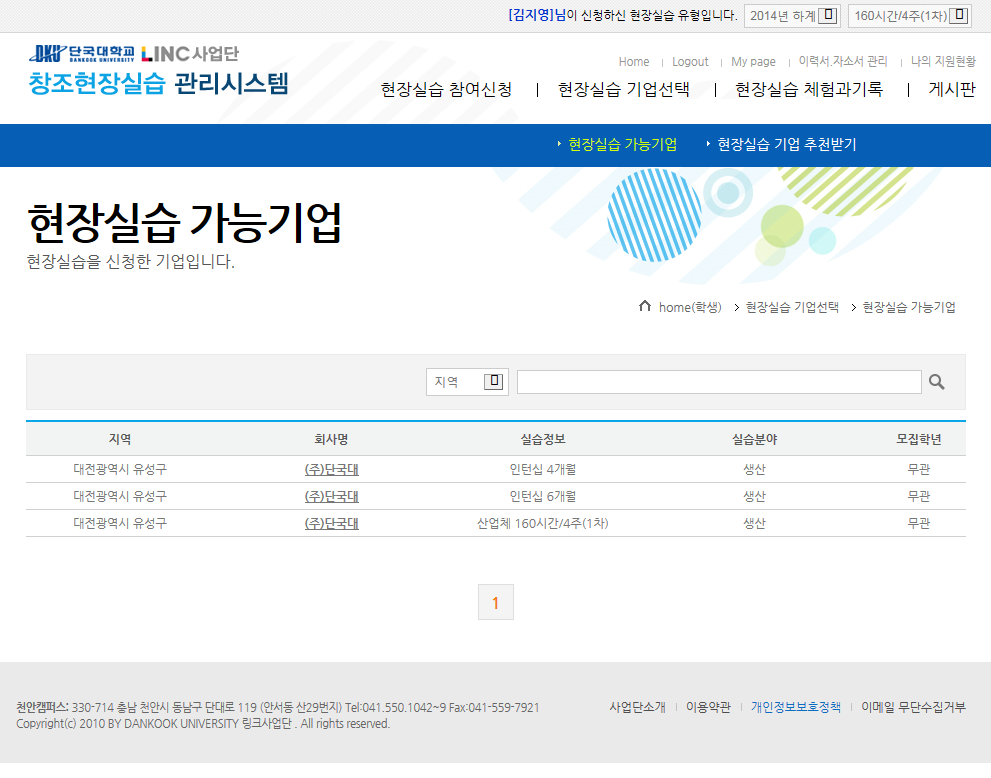 [김지영]님이 신청하신 현장실습 유형입니다. 2014년 하계 160시간/4주(1차)
DKU 단국대학교 DANKOOK UNIVERSITY LINC사업단
창조현장실습 관리시스템
Home Logout My page 이력서.자소서 관리 나의 지원현황
현장실습 참여신청 현장실습 기업선택 현장실습 체험과기록 게시판
현장실습 가능기업 현장실습 기업 추천받기
현장실습 가능기업
현장실습을 신청한 기업입니다.
home(학생) 현장실습 기업선택 현장실습 가능기업
지역
지역 회사명 실습정보 실습분야 모집학년
대전광역시 유성구 (주)단국대 인턴십 4개월 생산 무관
대전광역시 유성구 (주)단국대 인턴십 6개월 생산 무관
대전광역시 유성구 (주)단국대 산업체 160시간/4주(1차) 생산 무관
1
천안캠퍼스: 330-714 충남 천안시 동남구 단대로 119 (안서동 산29번지) Tel:041.550.1042~9 Fax:041-559-7921
Copyright(c) 2010 BY DANKOOK UNIVERSITY 링크사업단 . All rights reserved.
사업단소개 이용약관 개인정보보호정책 이메일 무단수집거부